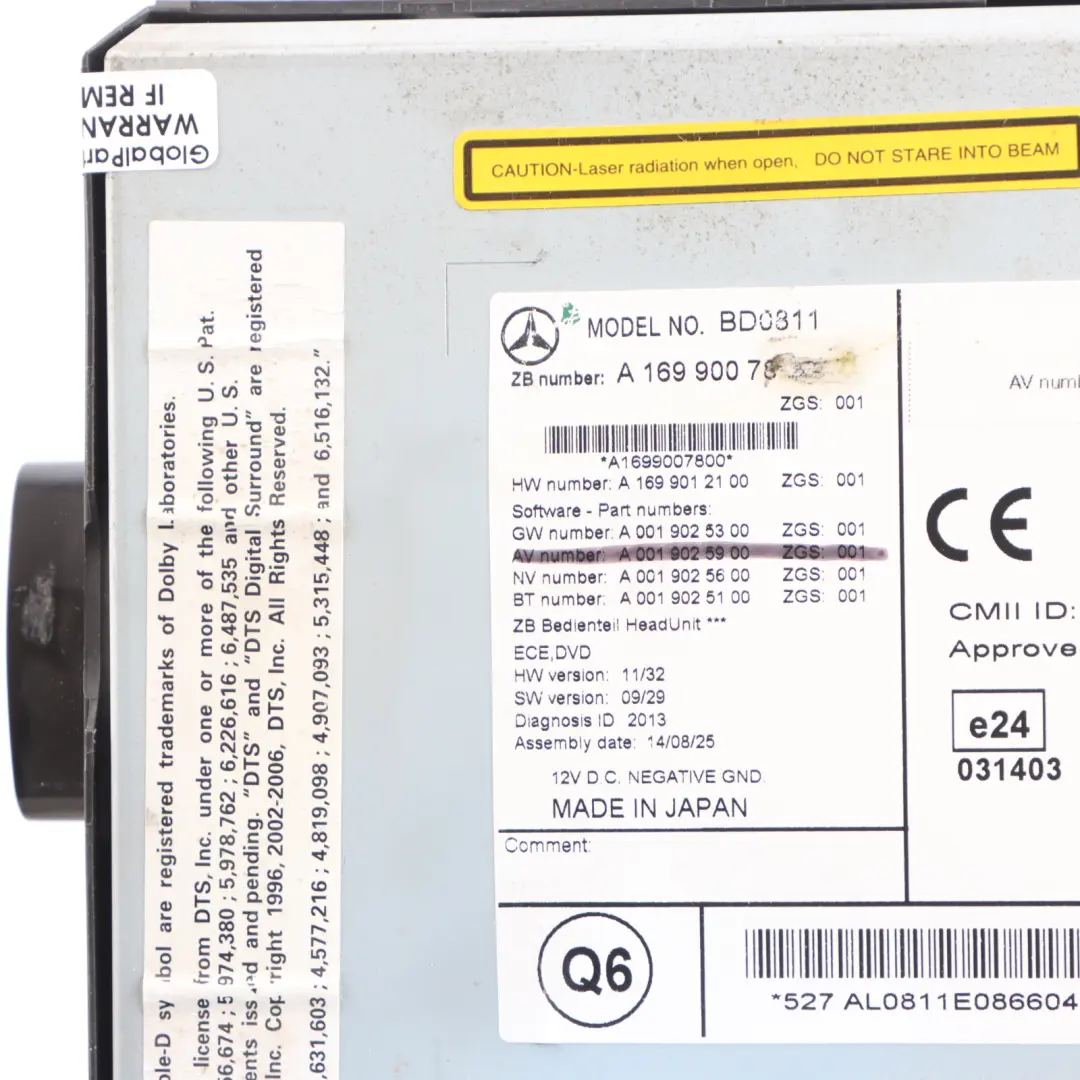 IF REM
WARRAN
GlobalPar
CAUTION-Laser radiation when open, DO NOT STARE INTO BEAM
ole-D symbol are registered trademarks of Dolby Laboratories.
license from DTS, Inc. under one or more of the following U.S. Pat.
56,674 ; 5,974,380 ; 5,978,762 ; 6,226,616 ; 6,487,535 and other U.S.
ents issued and pending. "DTS" and "DTS Digital Surround" are registered
Inc. Copyright 1996, 2002-2006, DTS, Inc. All Rights Reserved.
,631,603 ; 4,577,216 ; 4,819,098 ; 4,907,093 ; 5,315,448 ; and 6,516,132."
MODEL NO. BD0811
ZB number: A 169 900 78
ZGS: 001
*A1699007800*
HW number: A 169 901 21 00 ZGS: 001
Software - Part numbers:
GW number: A 001 902 53 00 ZGS: 001
AV number: A 001 902 59 00 ZGS: 001
NV number: A 001 902 56 00 ZGS: 001
BT number: A 001 902 51 00 ZGS: 001
ZB Bedienteil HeadUnit ***
ECE,DVD
HW version: 11/32
SW version: 09/29
Diagnosis ID 2013
Assembly date: 14/08/25
12V D.C. NEGATIVE GND.
MADE IN JAPAN
Comment:
Q6
AV numb
CE
CMII ID:
Approve
e24
031403
*527 AL0811E086604